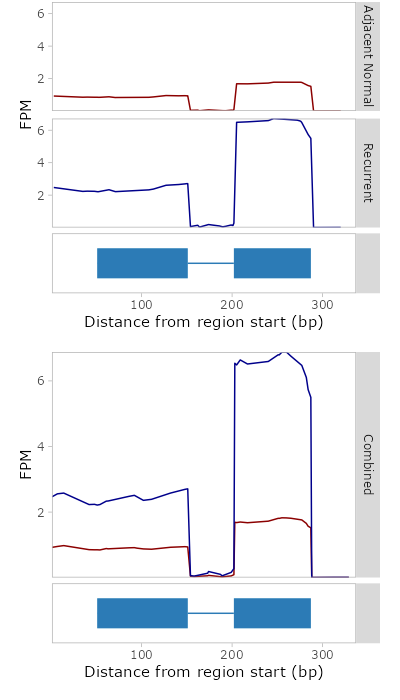 6
4
2
Adjacent Normal
FPM
6
4
2
Recurrent
100
200
300
Distance from region start (bp)
6
4
2
FPM
Combined
100
200
300
Distance from region start (bp)